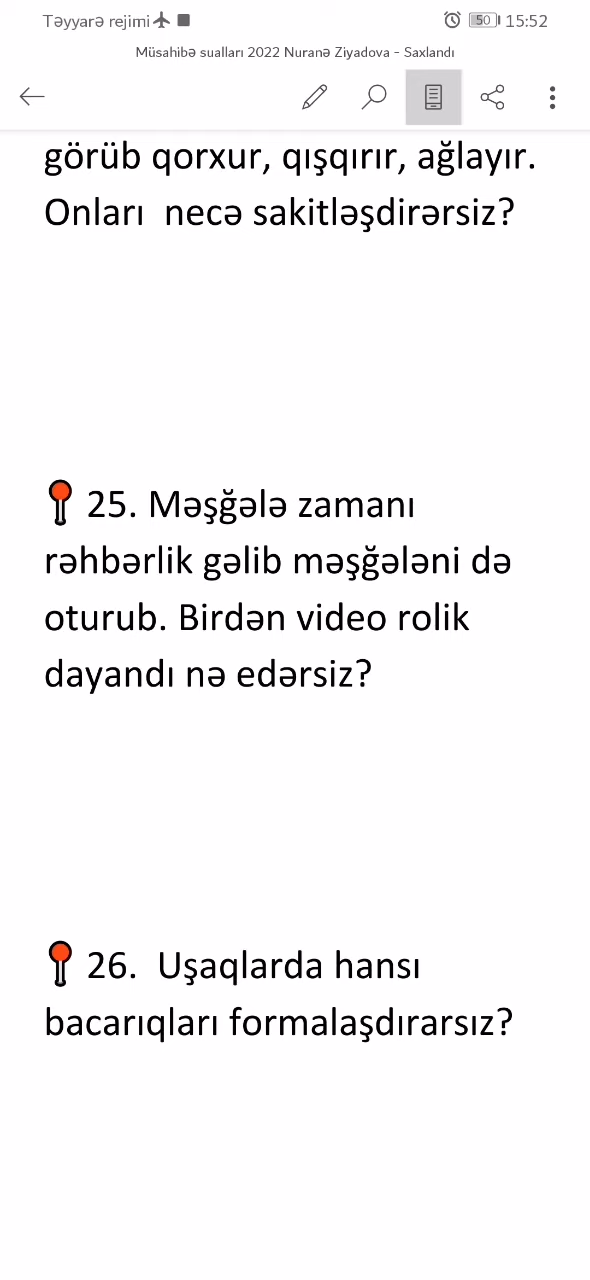 Təyyarə rejimi 50 15:52
Müsahibə sualları 2022 Nuranə Ziyadova – Saxlandı
görüb qorxur, qışqırır, ağlayır.
Onları necə sakitləşdirərsiz?
25. Məşğələ zamanı
rəhbərlik gəlib məşğələni də
oturub. Birdən video rolik
dayandı nə edərsiz?
26. Uşaqlarda hansı
bacarıqları formalaşdırarsız?